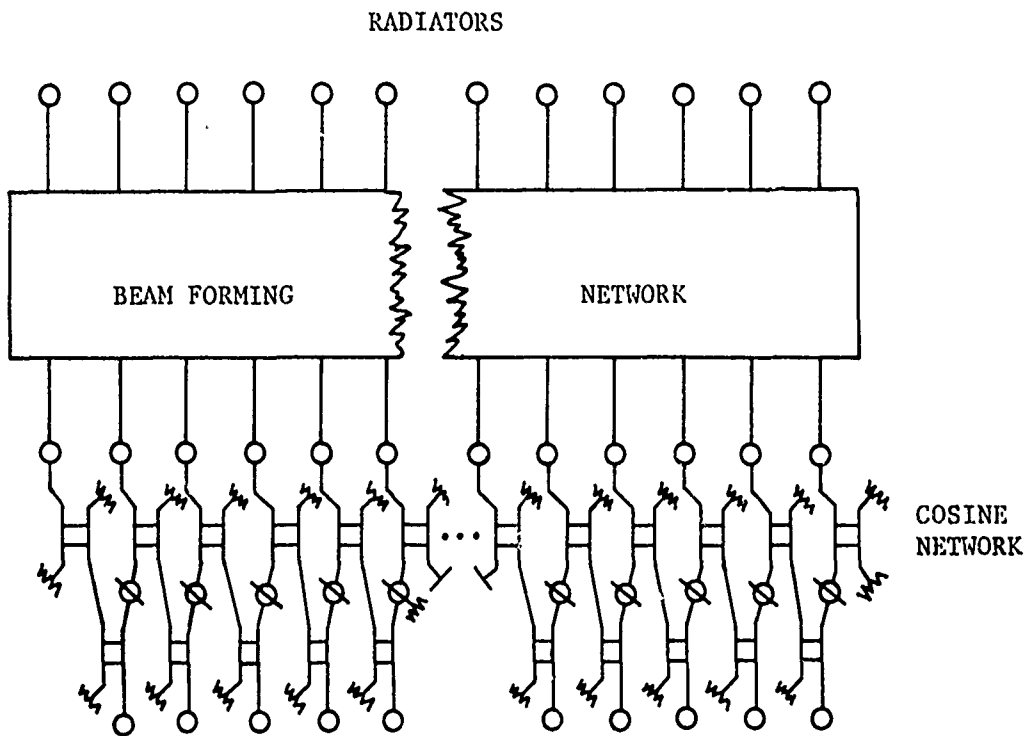 RADIATORS
BEAM FORMING
NETWORK
COSINE
NETWORK